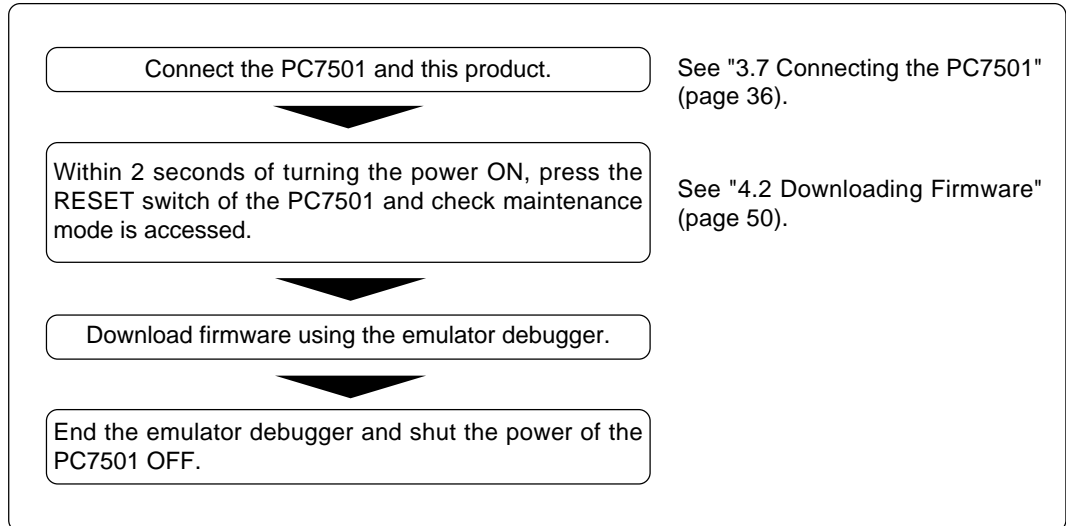 Connect the PC7501 and this product.
See "3.7 Connecting the PC7501"
(page 36).
Within 2 seconds of turning the power ON, press the
RESET switch of the PC7501 and check maintenance
mode is accessed.
See "4.2 Downloading Firmware"
(page 50).
Download firmware using the emulator debugger.
End the emulator debugger and shut the power of the
PC7501 OFF.